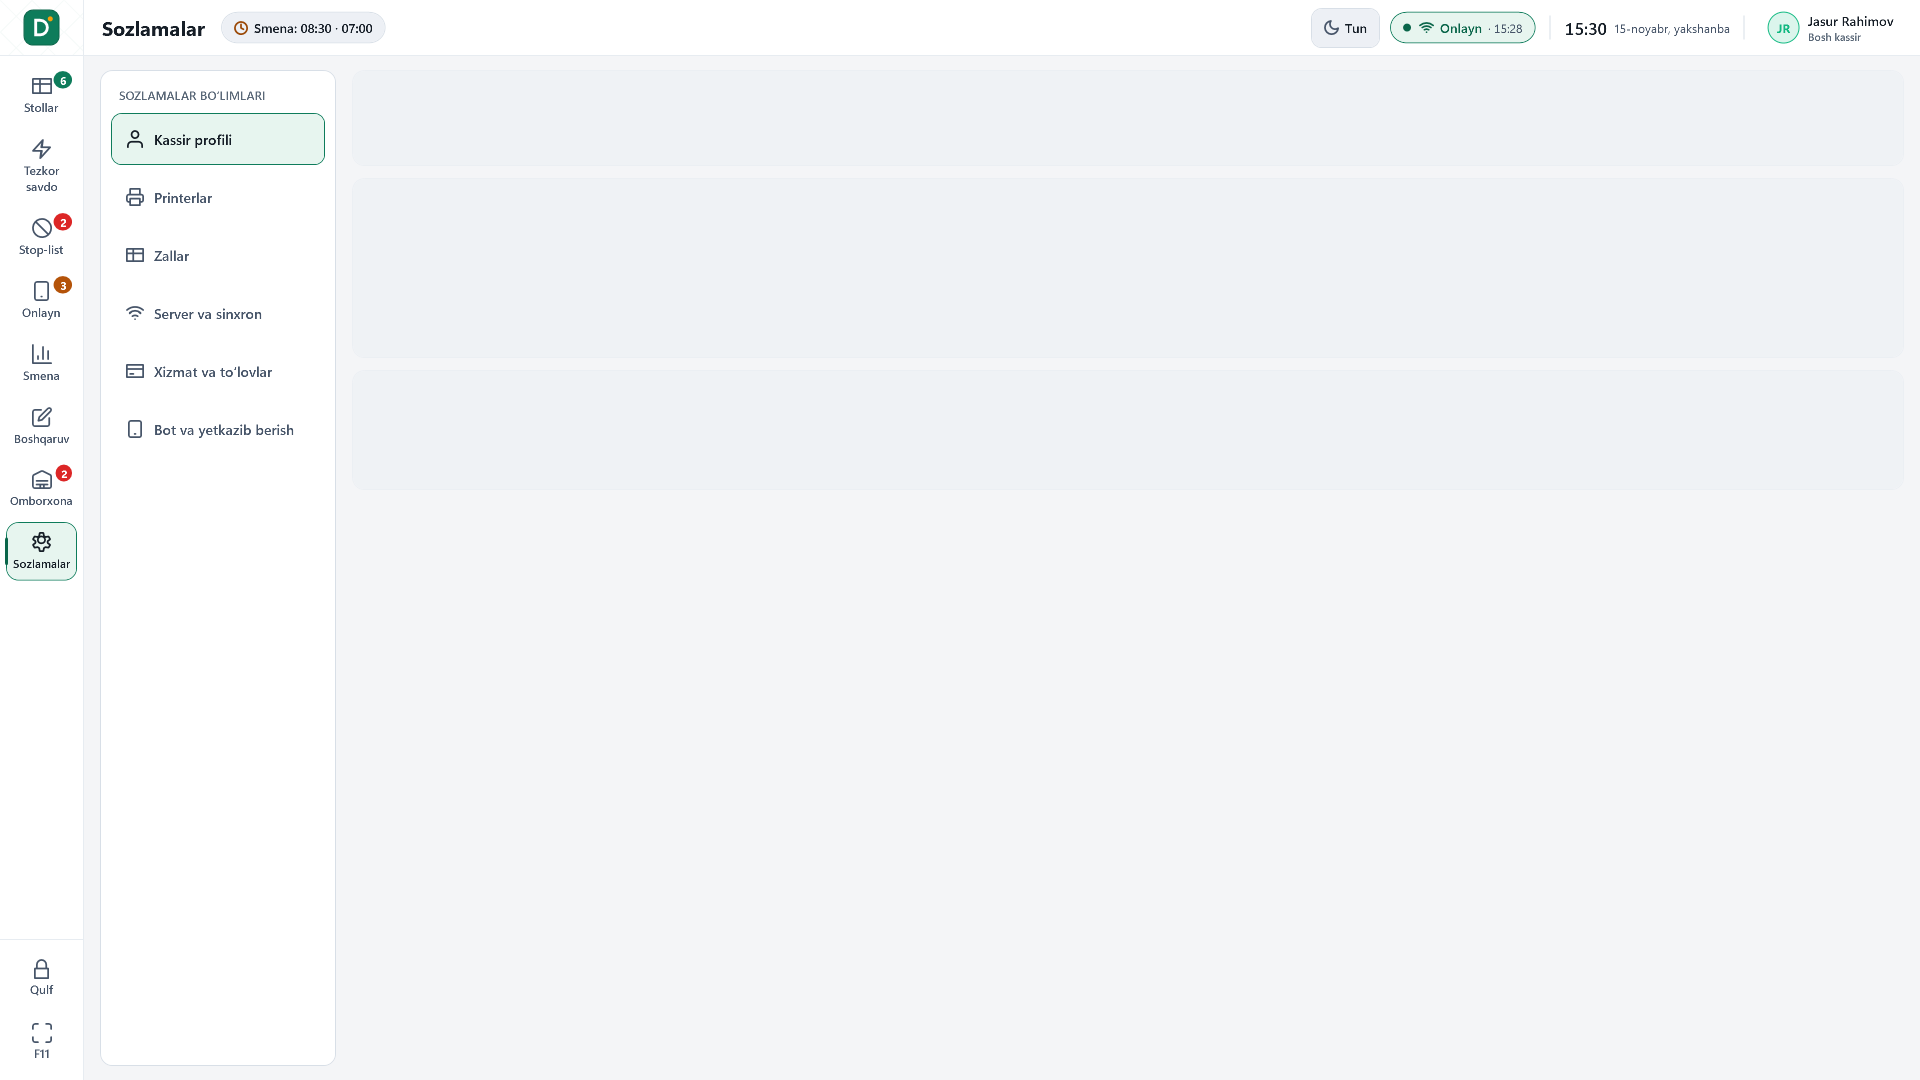 D
Sozlamalar
Smena: 08:30 · 07:00
Tun
Onlayn · 15:28
15:30 15-noyabr, yakshanba
JR
Jasur Rahimov
Bosh kassir
6
Stollar
Tezkor
savdo
2
Stop-list
3
Onlayn
Smena
Boshqaruv
2
Omborxona
Sozlamalar
Qulf
F11
SOZLAMALAR BO‘LIMLARI
Kassir profili
Printerlar
Zallar
Server va sinxron
Xizmat va to‘lovlar
Bot va yetkazib berish